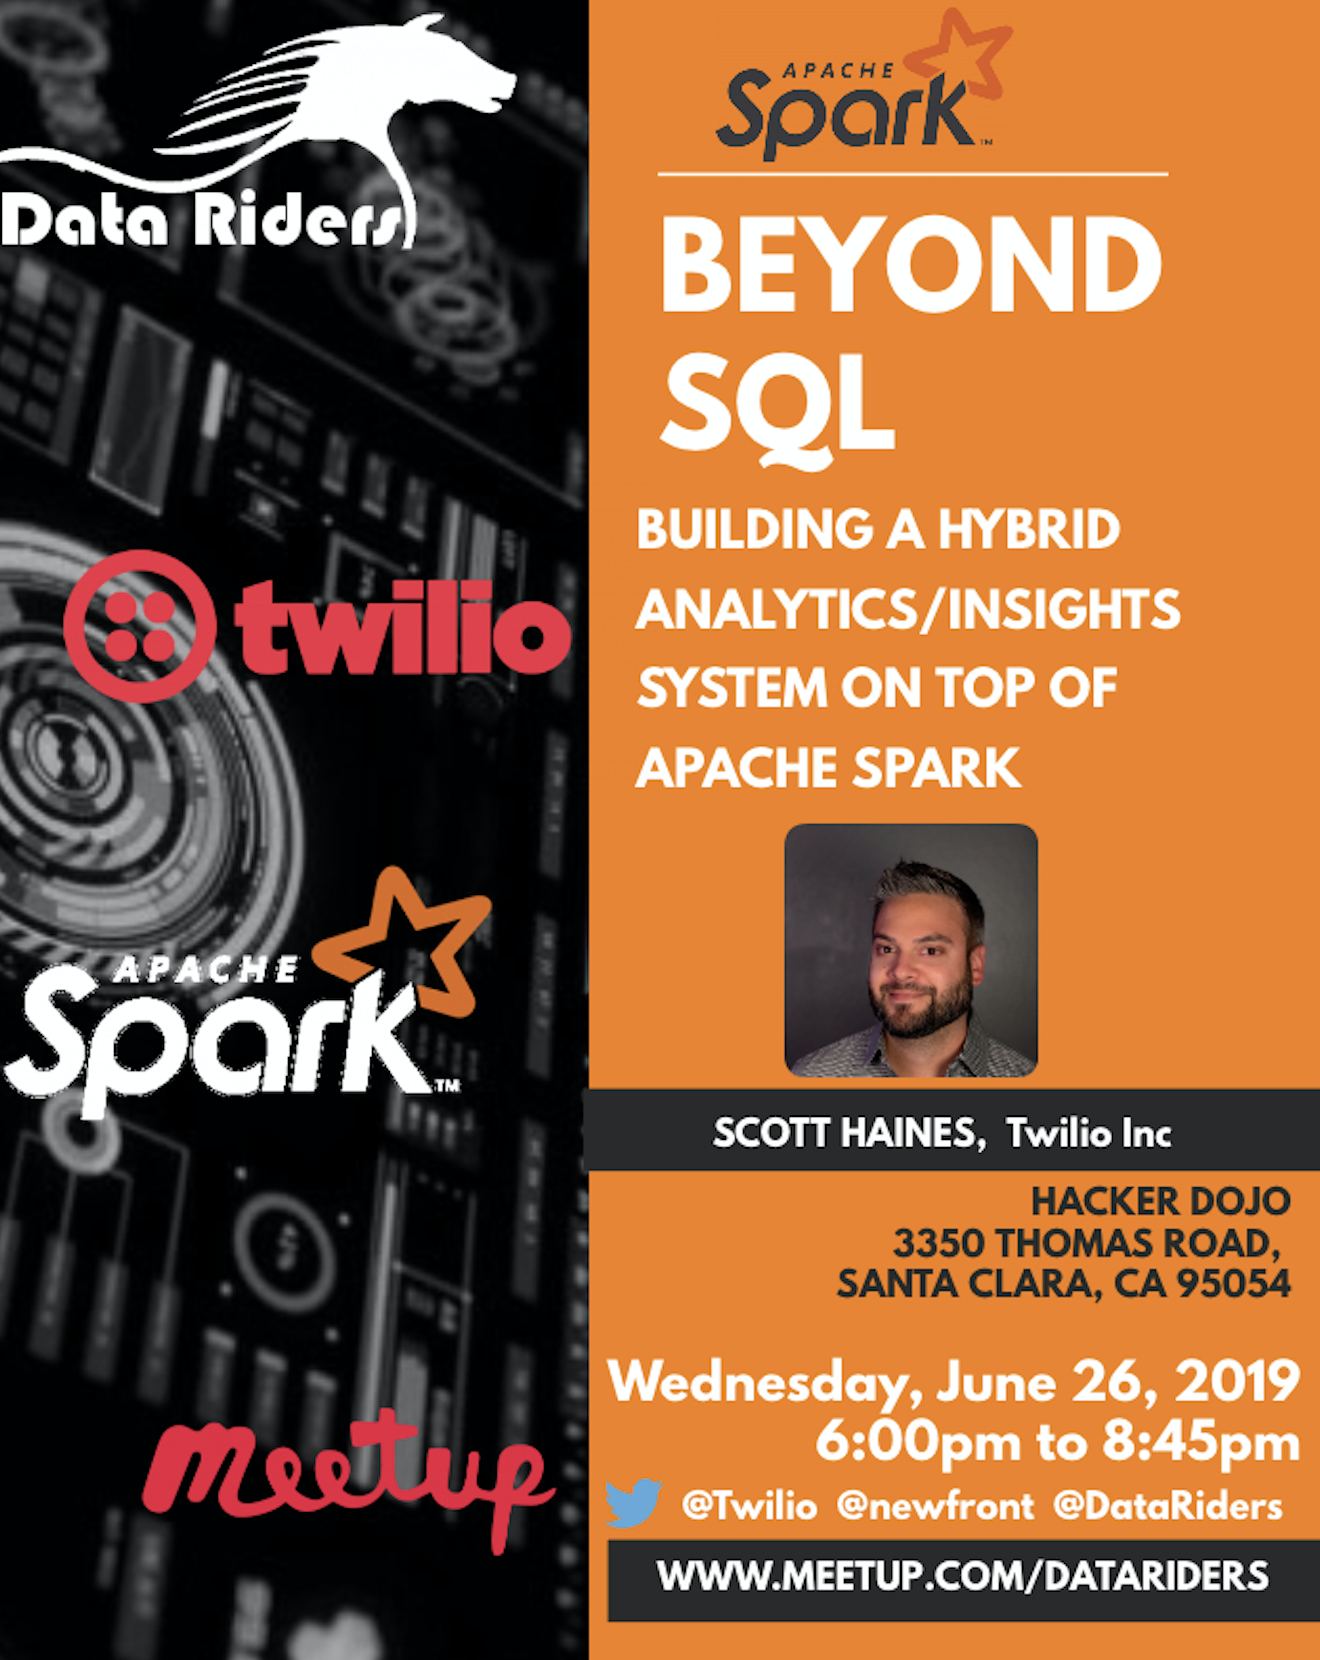 Data Riders
twilio
APACHE
Spark™
meetup
APACHE
Spark™
BEYOND
SQL
BUILDING A HYBRID
ANALYTICS/INSIGHTS
SYSTEM ON TOP OF
APACHE SPARK
SCOTT HAINES, Twilio Inc
HACKER DOJO
3350 THOMAS ROAD,
SANTA CLARA, CA 95054
Wednesday, June 26, 2019
6:00pm to 8:45pm
@Twilio @newfront @DataRiders
WWW.MEETUP.COM/DATARIDERS